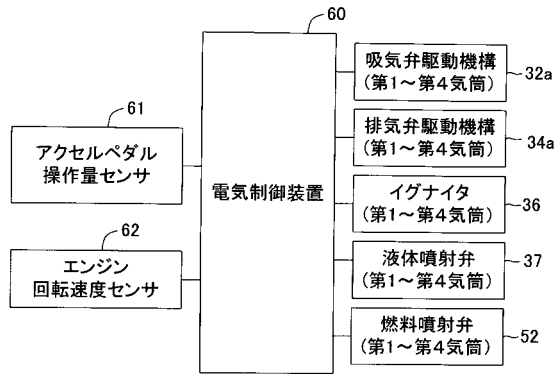 60
吸気弁駆動機構
(第1~第4気筒)
32a
61
アクセルペダル
操作量センサ
排気弁駆動機構
(第1~第4気筒)
34a
電気制御装置
イグナイタ
(第1~第4気筒)
36
62
エンジン
回転速度センサ
液体噴射弁
(第1~第4気筒)
37
燃料噴射弁
(第1~第4気筒)
52